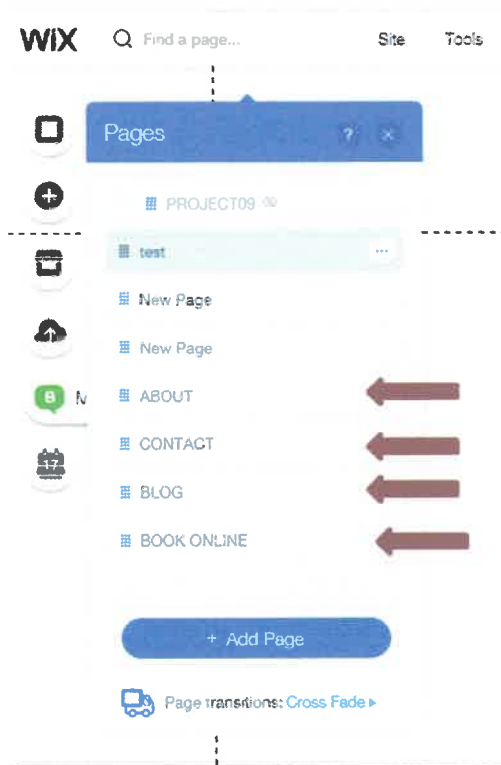 WiX Find a page... Site Tools
Pages ? ×
PROJECT09
test ...
New Page
New Page
B M ABOUT
CONTACT
17
BLOG
BOOK ONLINE
+ Add Page
Page transitions: Cross Fade